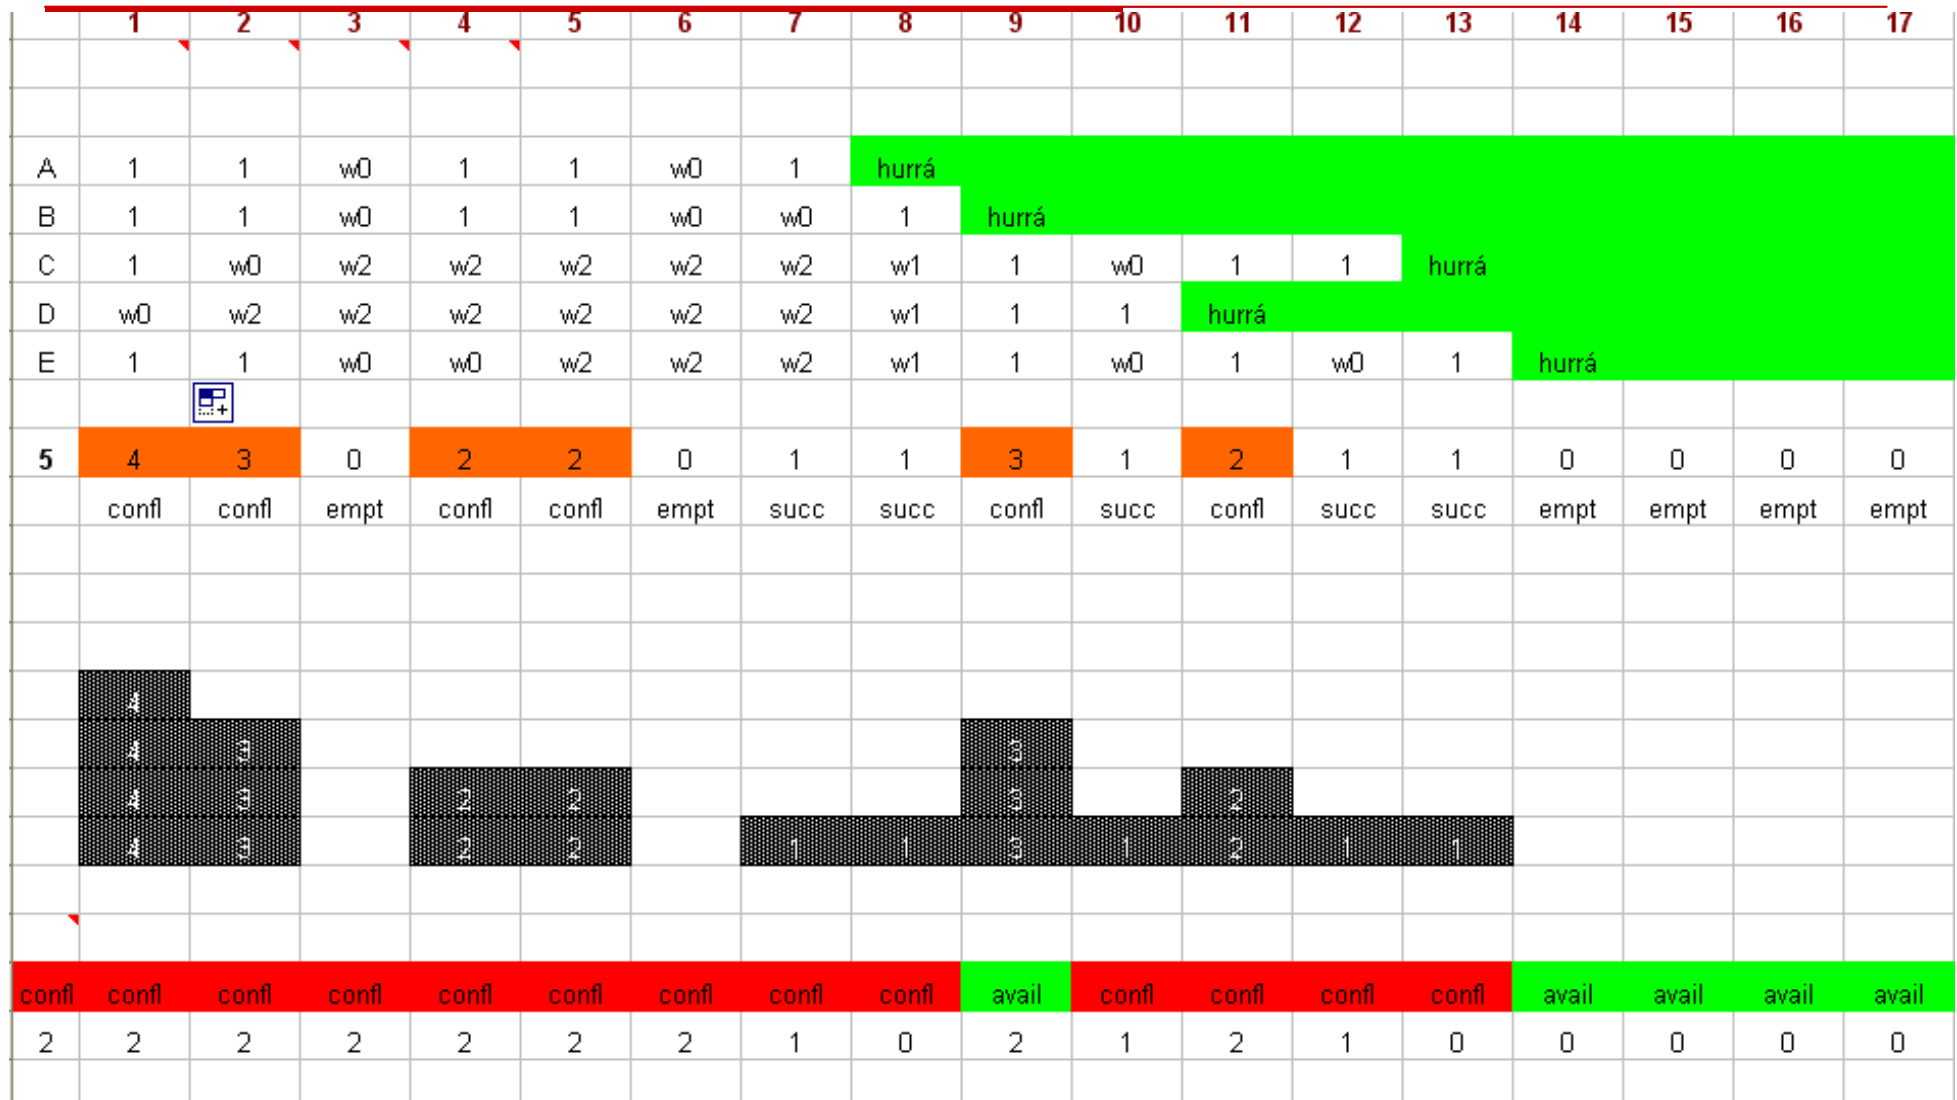 1 2 3 4 5 6 7 8 9 10 11 12 13 14 15 16 17
A 1 1 w0 1 1 w0 1 hurrá
B 1 1 w0 1 1 w0 w0 1 hurrá
C 1 w0 w2 w2 w2 w2 w2 w1 1 w0 1 1 hurrá
D w0 w2 w2 w2 w2 w2 w2 w1 1 1 hurrá
E 1 1 w0 w0 w2 w2 w2 w1 1 w0 1 w0 1 hurrá
5 4 3 0 2 2 0 1 1 3 1 2 1 1 0 0 0 0
confl confl empt confl confl empt succ succ confl succ confl succ succ empt empt empt empt
4
4 3 3
4 3 2 2 3 2
4 3 2 2 1 1 3 1 2 1 1
confl confl confl confl confl confl confl confl confl avail confl confl confl confl avail avail avail avail
2 2 2 2 2 2 2 1 0 2 1 2 1 0 0 0 0 0